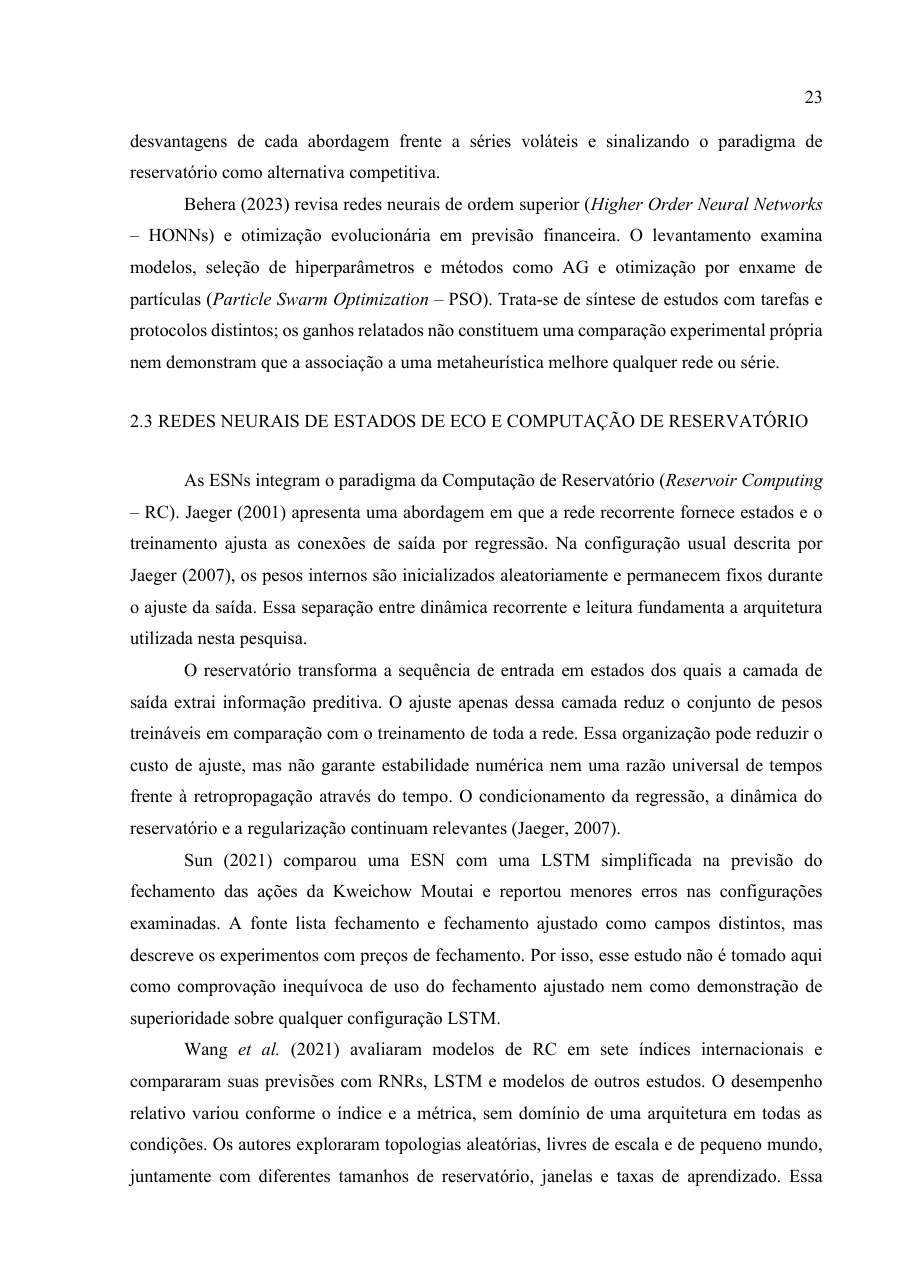 23
desvantagens de cada abordagem frente a séries voláteis e sinalizando o paradigma de
reservatório como alternativa competitiva.
Behera (2023) revisa redes neurais de ordem superior (Higher Order Neural Networks
– HONNs) e otimização evolucionária em previsão financeira. O levantamento examina
modelos, seleção de hiperparâmetros e métodos como AG e otimização por enxame de
partículas (Particle Swarm Optimization – PSO). Trata-se de síntese de estudos com tarefas e
protocolos distintos; os ganhos relatados não constituem uma comparação experimental própria
nem demonstram que a associação a uma metaheurística melhore qualquer rede ou série.
2.3 REDES NEURAIS DE ESTADOS DE ECO E COMPUTAÇÃO DE RESERVATÓRIO
As ESNs integram o paradigma da Computação de Reservatório (Reservoir Computing
– RC). Jaeger (2001) apresenta uma abordagem em que a rede recorrente fornece estados e o
treinamento ajusta as conexões de saída por regressão. Na configuração usual descrita por
Jaeger (2007), os pesos internos são inicializados aleatoriamente e permanecem fixos durante
o ajuste da saída. Essa separação entre dinâmica recorrente e leitura fundamenta a arquitetura
utilizada nesta pesquisa.
O reservatório transforma a sequência de entrada em estados dos quais a camada de
saída extrai informação preditiva. O ajuste apenas dessa camada reduz o conjunto de pesos
treináveis em comparação com o treinamento de toda a rede. Essa organização pode reduzir o
custo de ajuste, mas não garante estabilidade numérica nem uma razão universal de tempos
frente à retropropagação através do tempo. O condicionamento da regressão, a dinâmica do
reservatório e a regularização continuam relevantes (Jaeger, 2007).
Sun (2021) comparou uma ESN com uma LSTM simplificada na previsão do
fechamento das ações da Kweichow Moutai e reportou menores erros nas configurações
examinadas. A fonte lista fechamento e fechamento ajustado como campos distintos, mas
descreve os experimentos com preços de fechamento. Por isso, esse estudo não é tomado aqui
como comprovação inequívoca de uso do fechamento ajustado nem como demonstração de
superioridade sobre qualquer configuração LSTM.
Wang et al. (2021) avaliaram modelos de RC em sete índices internacionais e
compararam suas previsões com RNRs, LSTM e modelos de outros estudos. O desempenho
relativo variou conforme o índice e a métrica, sem domínio de uma arquitetura em todas as
condições. Os autores exploraram topologias aleatórias, livres de escala e de pequeno mundo,
juntamente com diferentes tamanhos de reservatório, janelas e taxas de aprendizado. Essa